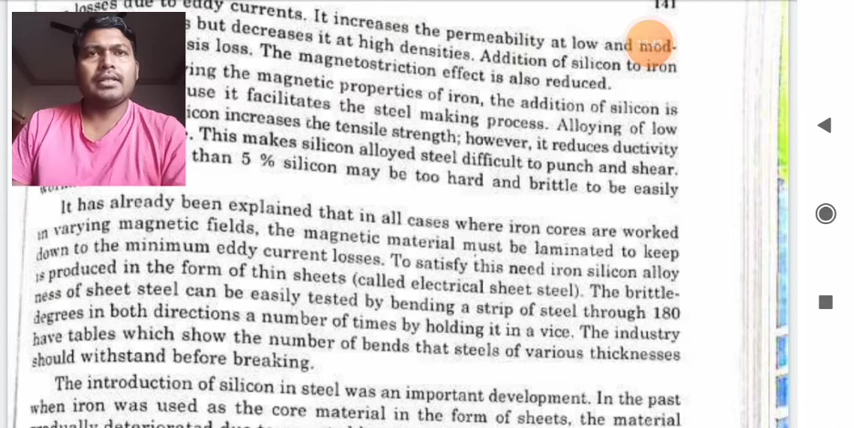 141
losses due to eddy currents. It increases the permeability at low and mod-
but decreases it at high densities. Addition of silicon to iron
sis loss. The magnetostriction effect is also reduced.
ing the magnetic properties of iron, the addition of silicon is
use it facilitates the steel making process. Alloying of low
icon increases the tensile strength; however, it reduces ductivity
. This makes silicon alloyed steel difficult to punch and shear.
than 5 % silicon may be too hard and brittle to be easily
It has already been explained that in all cases where iron cores are worked
in varying magnetic fields, the magnetic material must be laminated to keep
down to the minimum eddy current losses. To satisfy this need iron silicon alloy
is produced in the form of thin sheets (called electrical sheet steel). The brittle-
ness of sheet steel can be easily tested by bending a strip of steel through 180
degrees in both directions a number of times by holding it in a vice. The industry
have tables which show the number of bends that steels of various thicknesses
should withstand before breaking.
The introduction of silicon in steel was an important development. In the past
when iron was used as the core material in the form of sheets, the material
gradually deteriorated due to